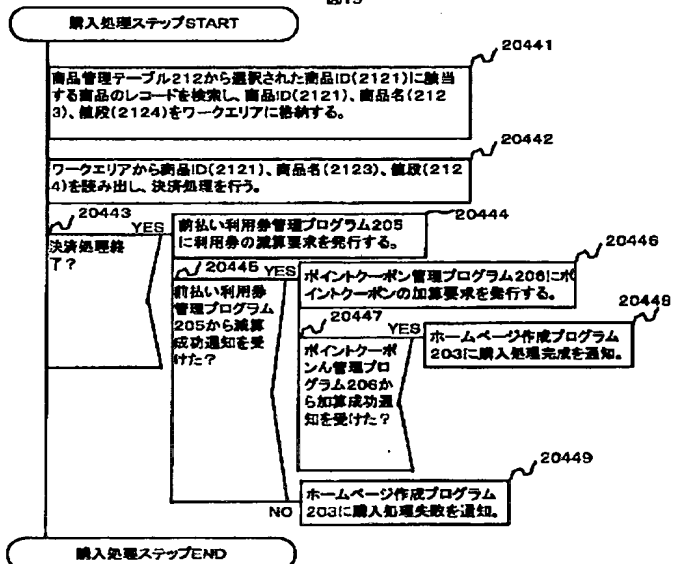 図19
購入処理ステップSTART
20441
商品管理テーブル212から選択された商品ID(2121)に該当
する商品のレコードを検索し、商品ID(2121)、商品名(212
3)、値段(2124)をワークエリアに格納する。
20442
ワークエリアから商品ID(2121)、商品名(2123)、値段(212
4)を読み出し、決済処理を行う。
20443
YES
決済処理終
了？
20444
前払い利用券管理プログラム205
に利用券の減算要求を発行する。
20445
YES
前払い利用券
管理プログラム
205から減算
成功通知を受
けた？
20446
ポイントクーポン管理プログラム206にポ
イントクーポンの加算要求を発行する。
20447
YES
ポイントクーポ
ンん管理プロ
グラム206か
ら加算成功通
知を受けた？
20448
ホームページ作成プログラム
203に購入処理完成を通知。
20449
NO
ホームページ作成プログラム
203に購入処理失敗を通知。
購入処理ステップEND